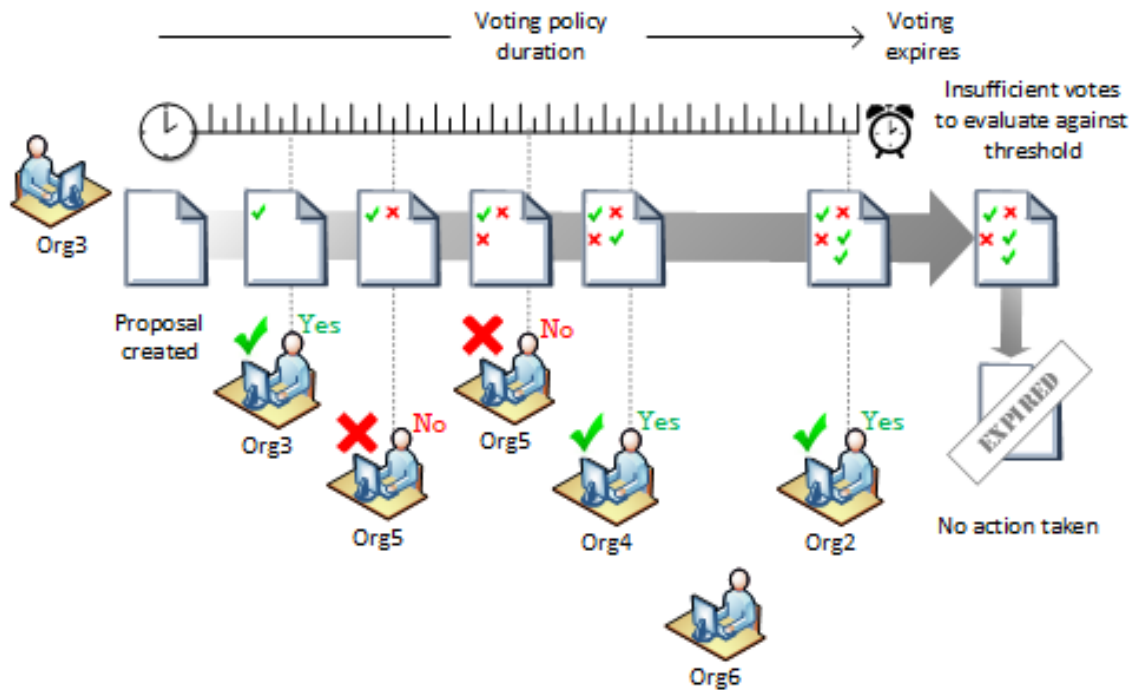 Voting policy
duration
Voting
expires
Insufficient votes
to evaluate against
threshold
Org3
Proposal
created
Yes
Org3
No
Org5
No
Org5
Yes
Org4
Yes
Org2
EXPIRED
No action taken
Org6